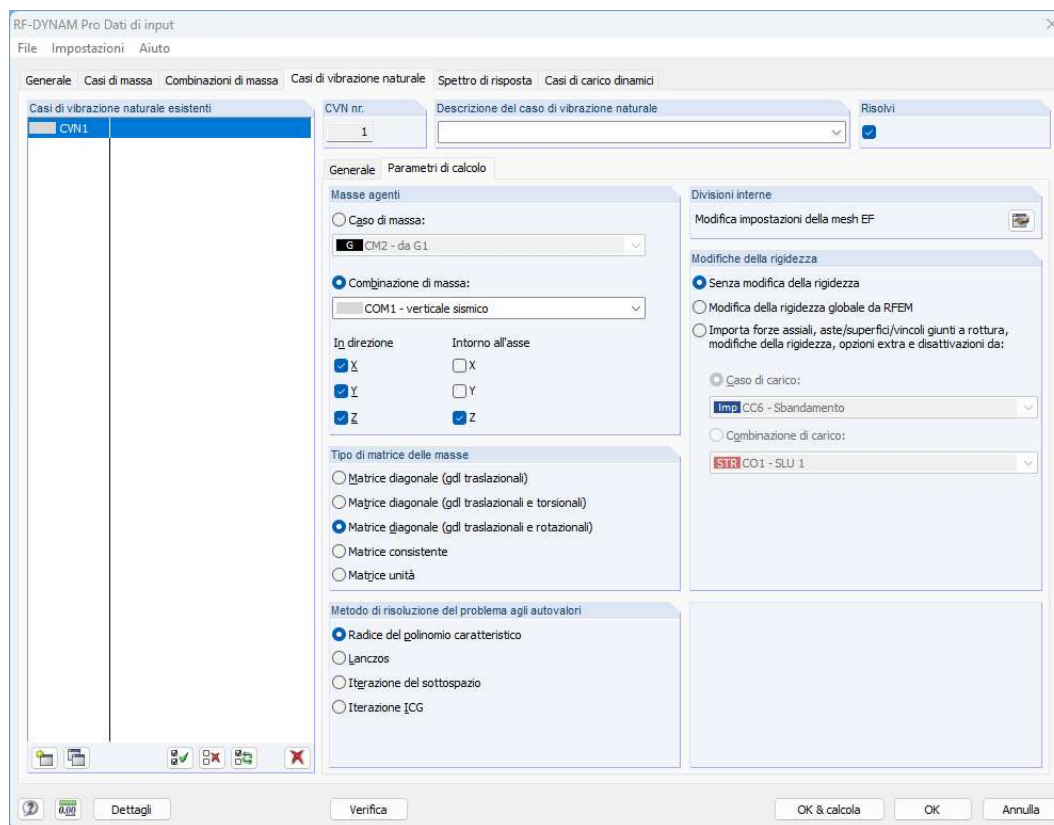 RF-DYNAM Pro Dati di input
File Impostazioni Aiuto
Generale Casi di massa Combinazioni di massa Casi di vibrazione naturale Spettro di risposta Casi di carico dinamici
Casi di vibrazione naturale esistenti
CVN1
CVN nr.
1
Descrizione del caso di vibrazione naturale
Risolvi
Generale Parametri di calcolo
Masse agenti
Caso di massa:
G CM2 - da G1
Combinazione di massa:
COM1 - verticale sismico
In direzione Intorno all'asse
X X
Y Y
Z Z
Tipo di matrice delle masse
Matrice diagonale (gdl traslazionali)
Matrice diagonale (gdl traslazionali e torsionali)
Matrice diagonale (gdl traslazionali e rotazionali)
Matrice consistente
Matrice unità
Metodo di risoluzione del problema agli autovalori
Radice del polinomio caratteristico
Lanczos
Iterazione del sottospazio
Iterazione ICG
Divisioni interne
Modifica impostazioni della mesh EF
Modifiche della rigidezza
Senza modifica della rigidezza
Modifica della rigidezza globale da RFEM
Importa forze assiali, aste/superfici/vincoli giunti a rottura,
modifiche della rigidezza, opzioni extra e disattivazioni da:
Caso di carico:
Imp CC6 - Sbandamento
Combinazione di carico:
STR CO1 - SLU 1
0.00 Dettagli Verifica OK & calcola OK Annulla